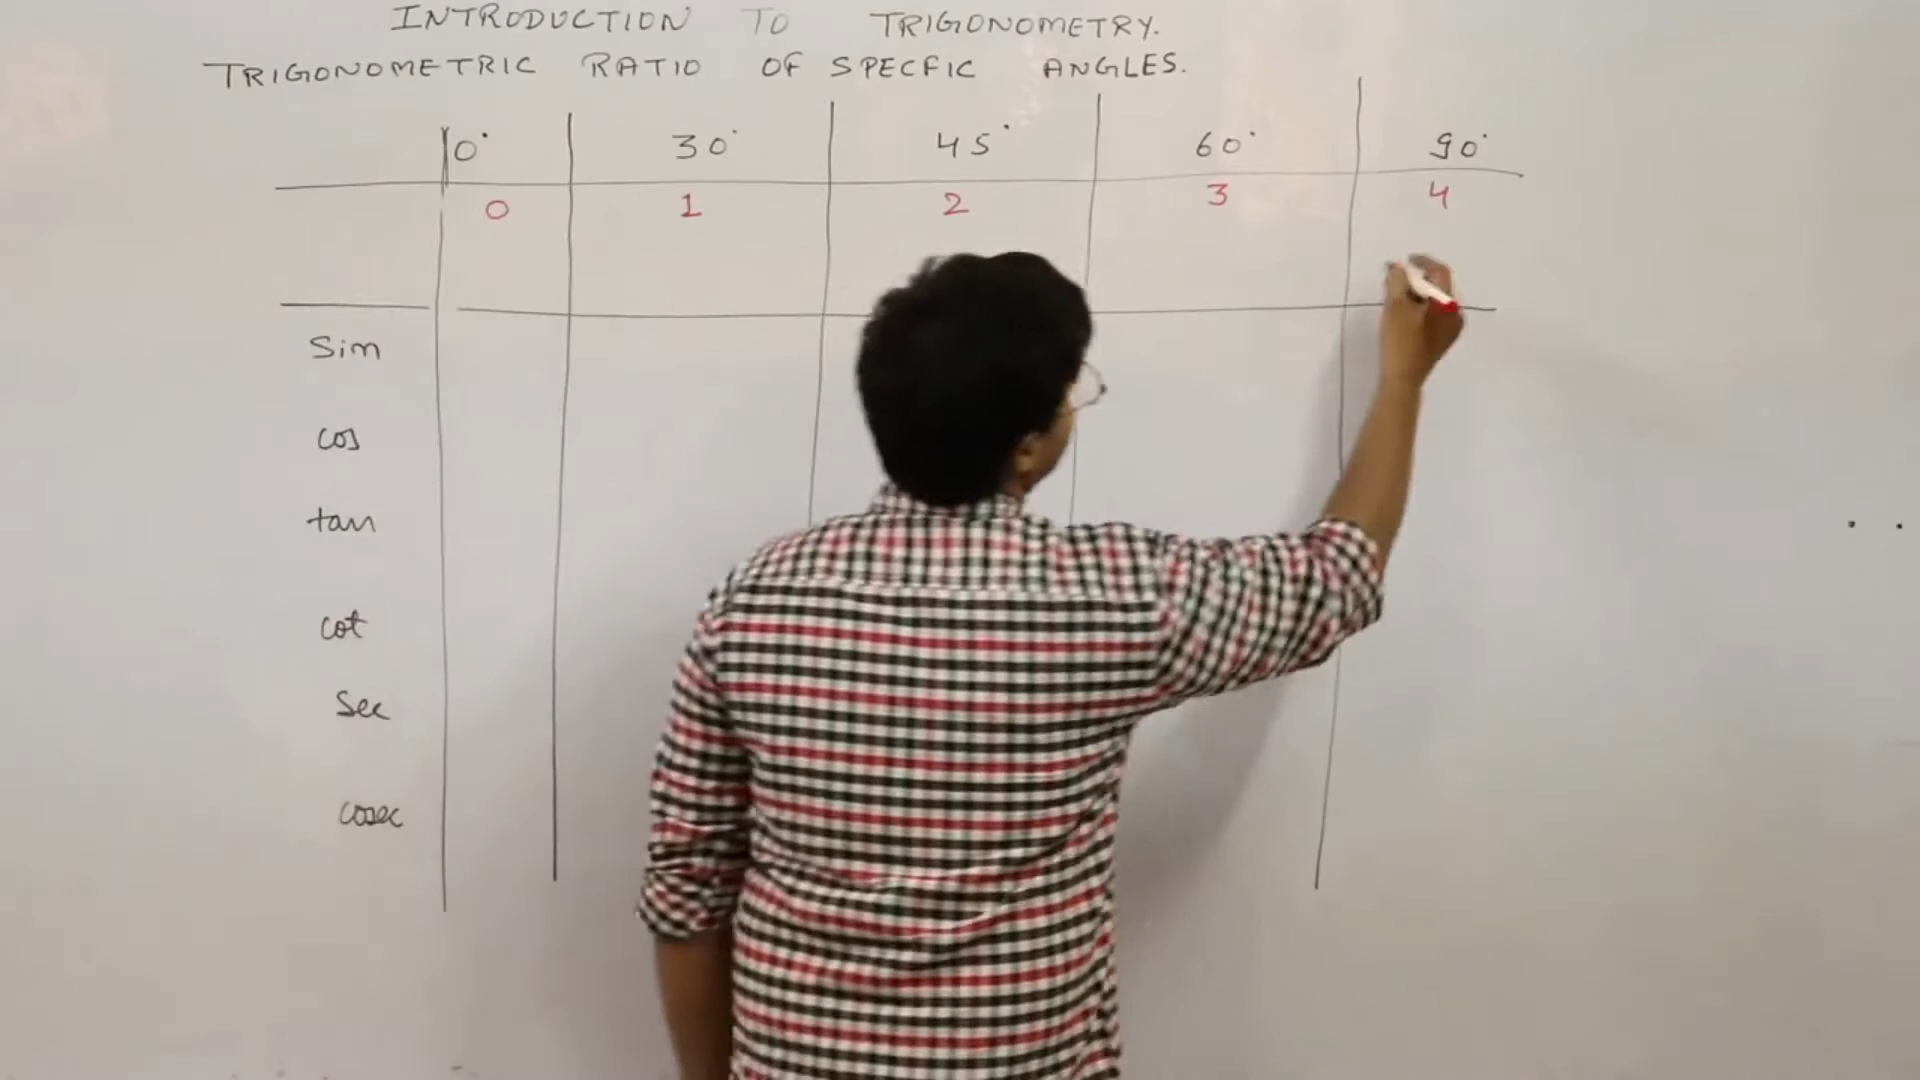 INTRODUCTION TO TRIGONOMETRY.
TRIGONOMETRIC RATIO OF SPECFIC ANGLES.
0° 30° 45° 60° 90°
0 1 2 3 4
Sin
cos
tan
cot
Sec
cosec